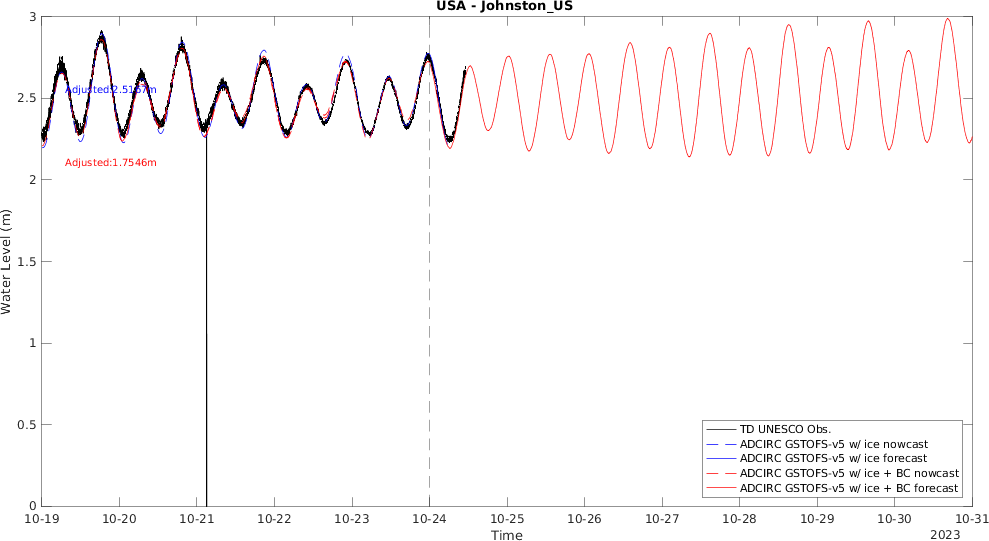 USA - Johnston_US
3
2.5
2
1.5
1
0.5
0
Water Level (m)
Adjusted:2.5167m
Adjusted:1.7546m
TD UNESCO Obs.
ADCIRC GSTOFS-v5 w/ ice nowcast
ADCIRC GSTOFS-v5 w/ ice forecast
ADCIRC GSTOFS-v5 w/ ice + BC nowcast
ADCIRC GSTOFS-v5 w/ ice + BC forecast
10-19 10-20 10-21 10-22 10-23 10-24 10-25 10-26 10-27 10-28 10-29 10-30 10-31
Time
2023